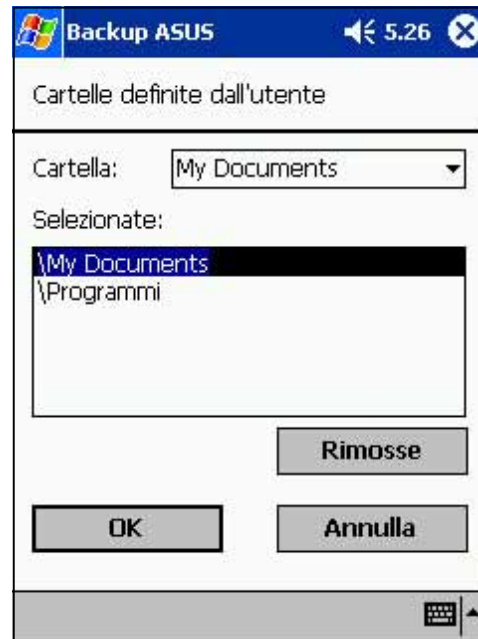 Backup ASUS 5.26
Cartelle definite dall'utente
Cartella: My Documents
Selezionate:
\My Documents
\Programmi
Rimosse
OK Annulla